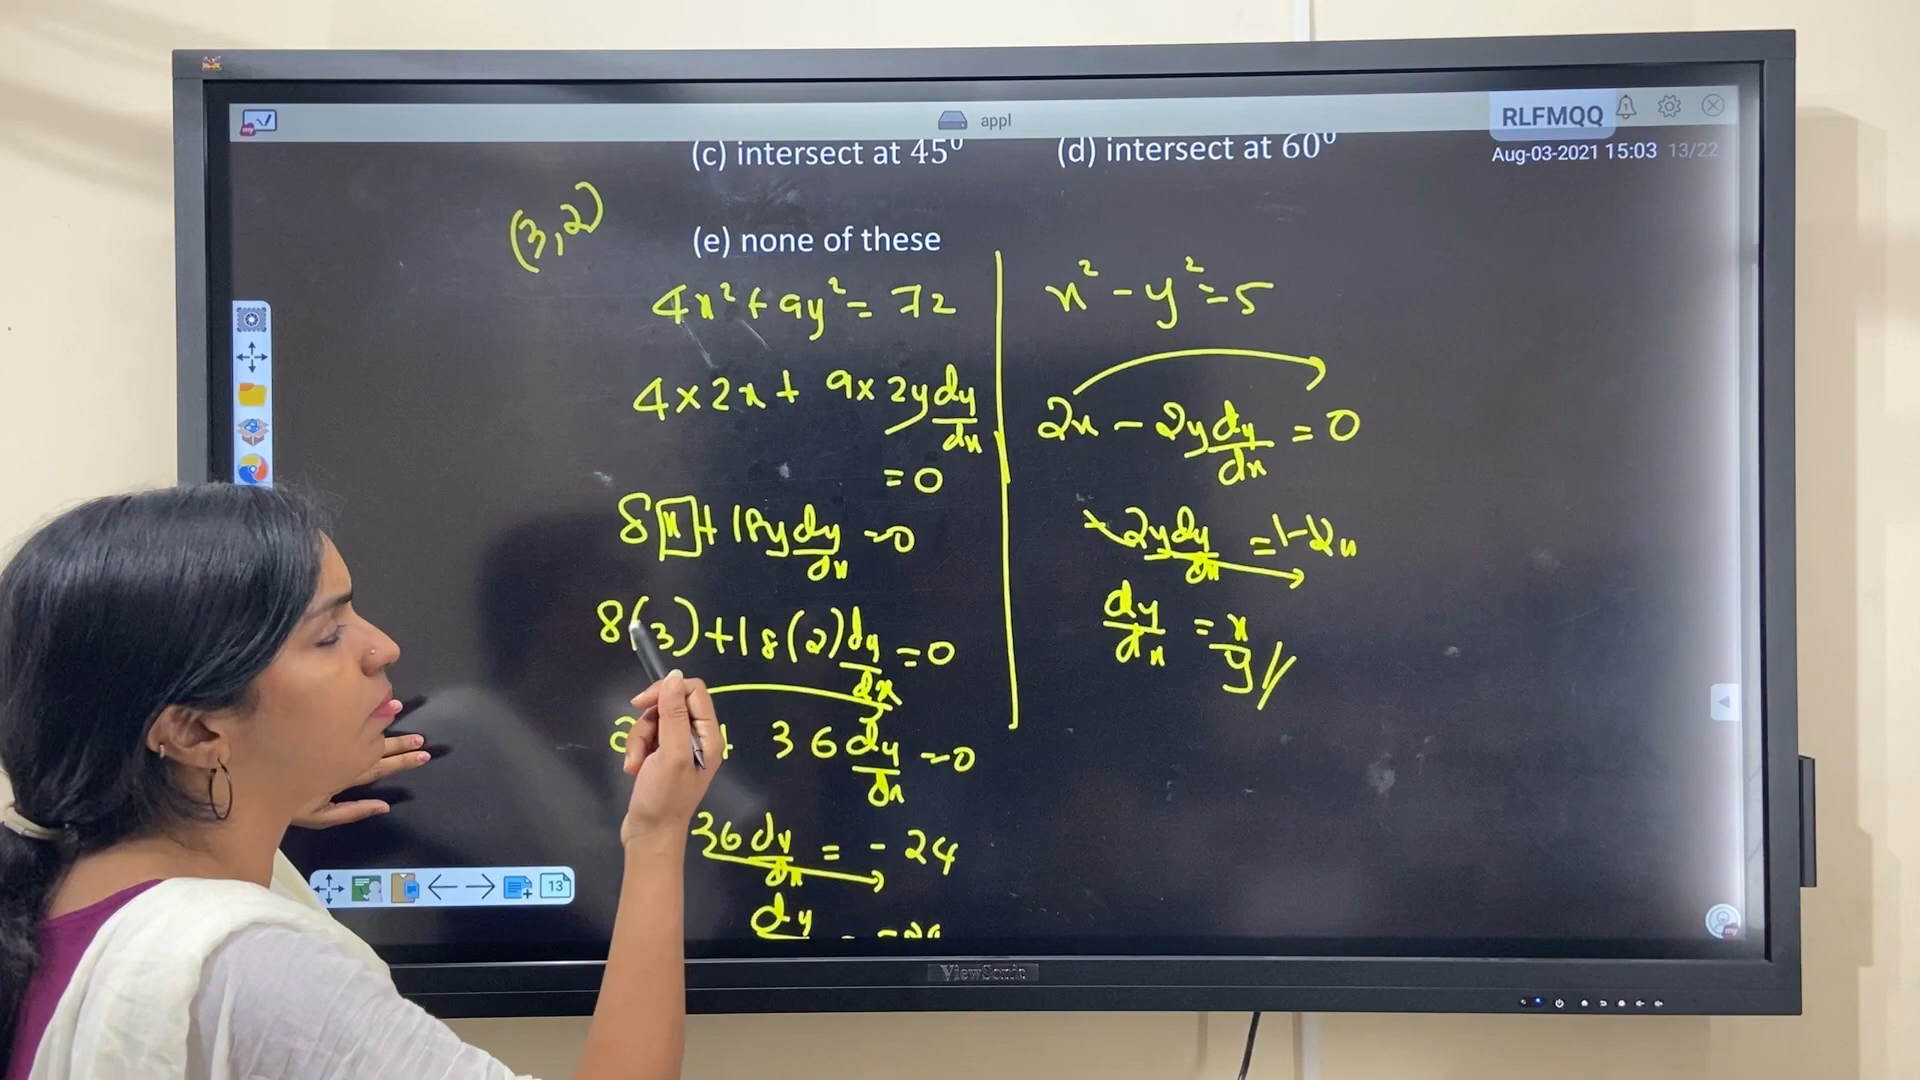 appl
RLFMQQ
Aug-03-2021 15:03 13/22
(c) intersect at 45⁰ (d) intersect at 60⁰
(3,2)
(e) none of these
4x² + 9y² = 72
4×2x + 9×2y dy/dx
= 0
8x + 18y dy/dx = 0
8(3) + 18(2) dy/dx = 0
+ 36 dy/dx = 0
36 dy/dx = - 24
dy
x² - y² = 5
2x - 2y dy/dx = 0
-2y dy/dx = -2x
dy/dx = x/y //
13
ViewSonic